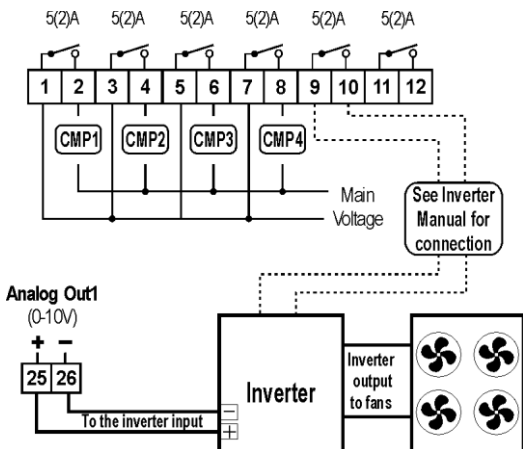 5(2)A 5(2)A 5(2)A 5(2)A 5(2)A 5(2)A
1 2 3 4 5 6 7 8 9 10 11 12
CMP1 CMP2 CMP3 CMP4
Main
Voltage
See Inverter
Manual for
connection
Analog Out1
(0-10V)
+ −
25 26
To the inverter input
−
+
Inverter
Inverter
output
to fans